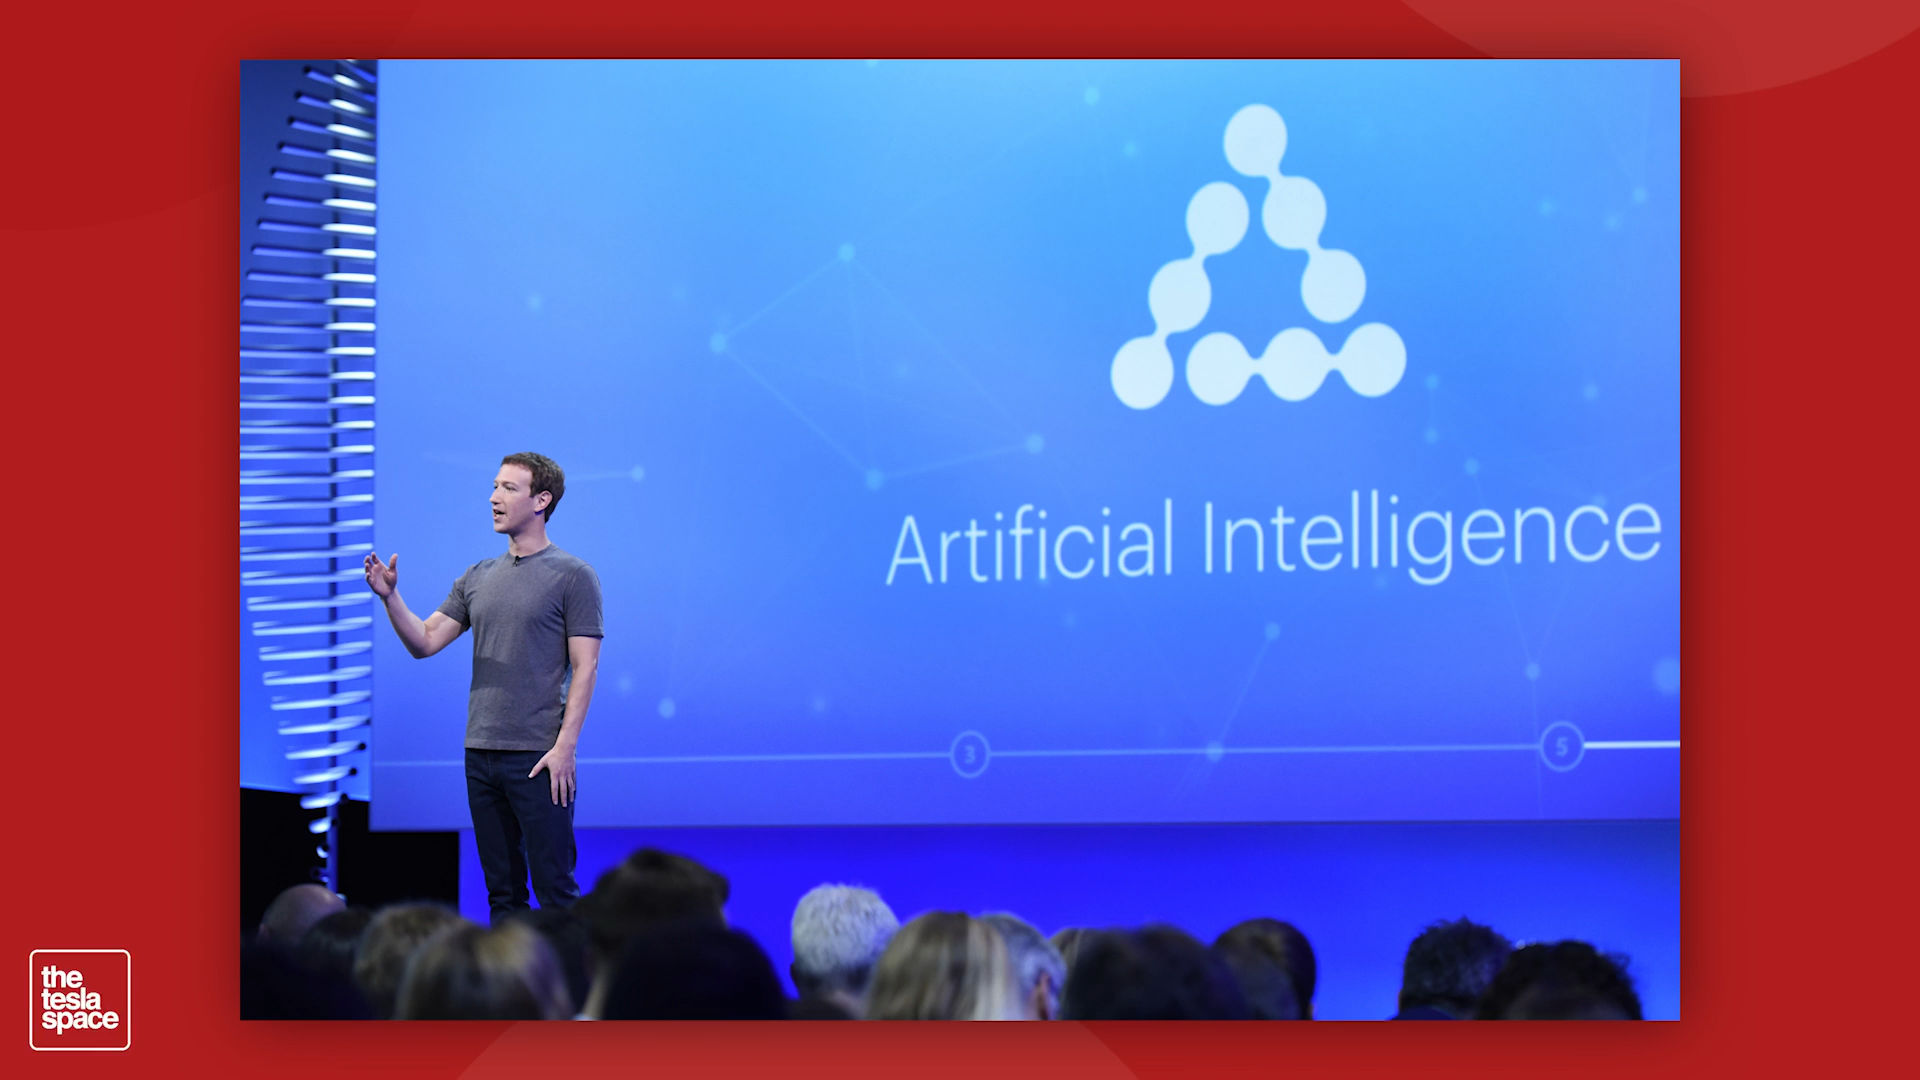 Artificial Intelligence
3
5
the
tesla
space